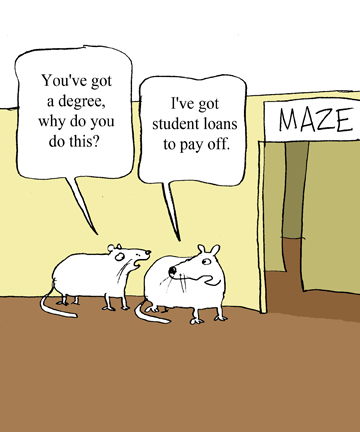 You've got
a degree,
why do you
do this?
I've got
student loans
to pay off.
MAZE